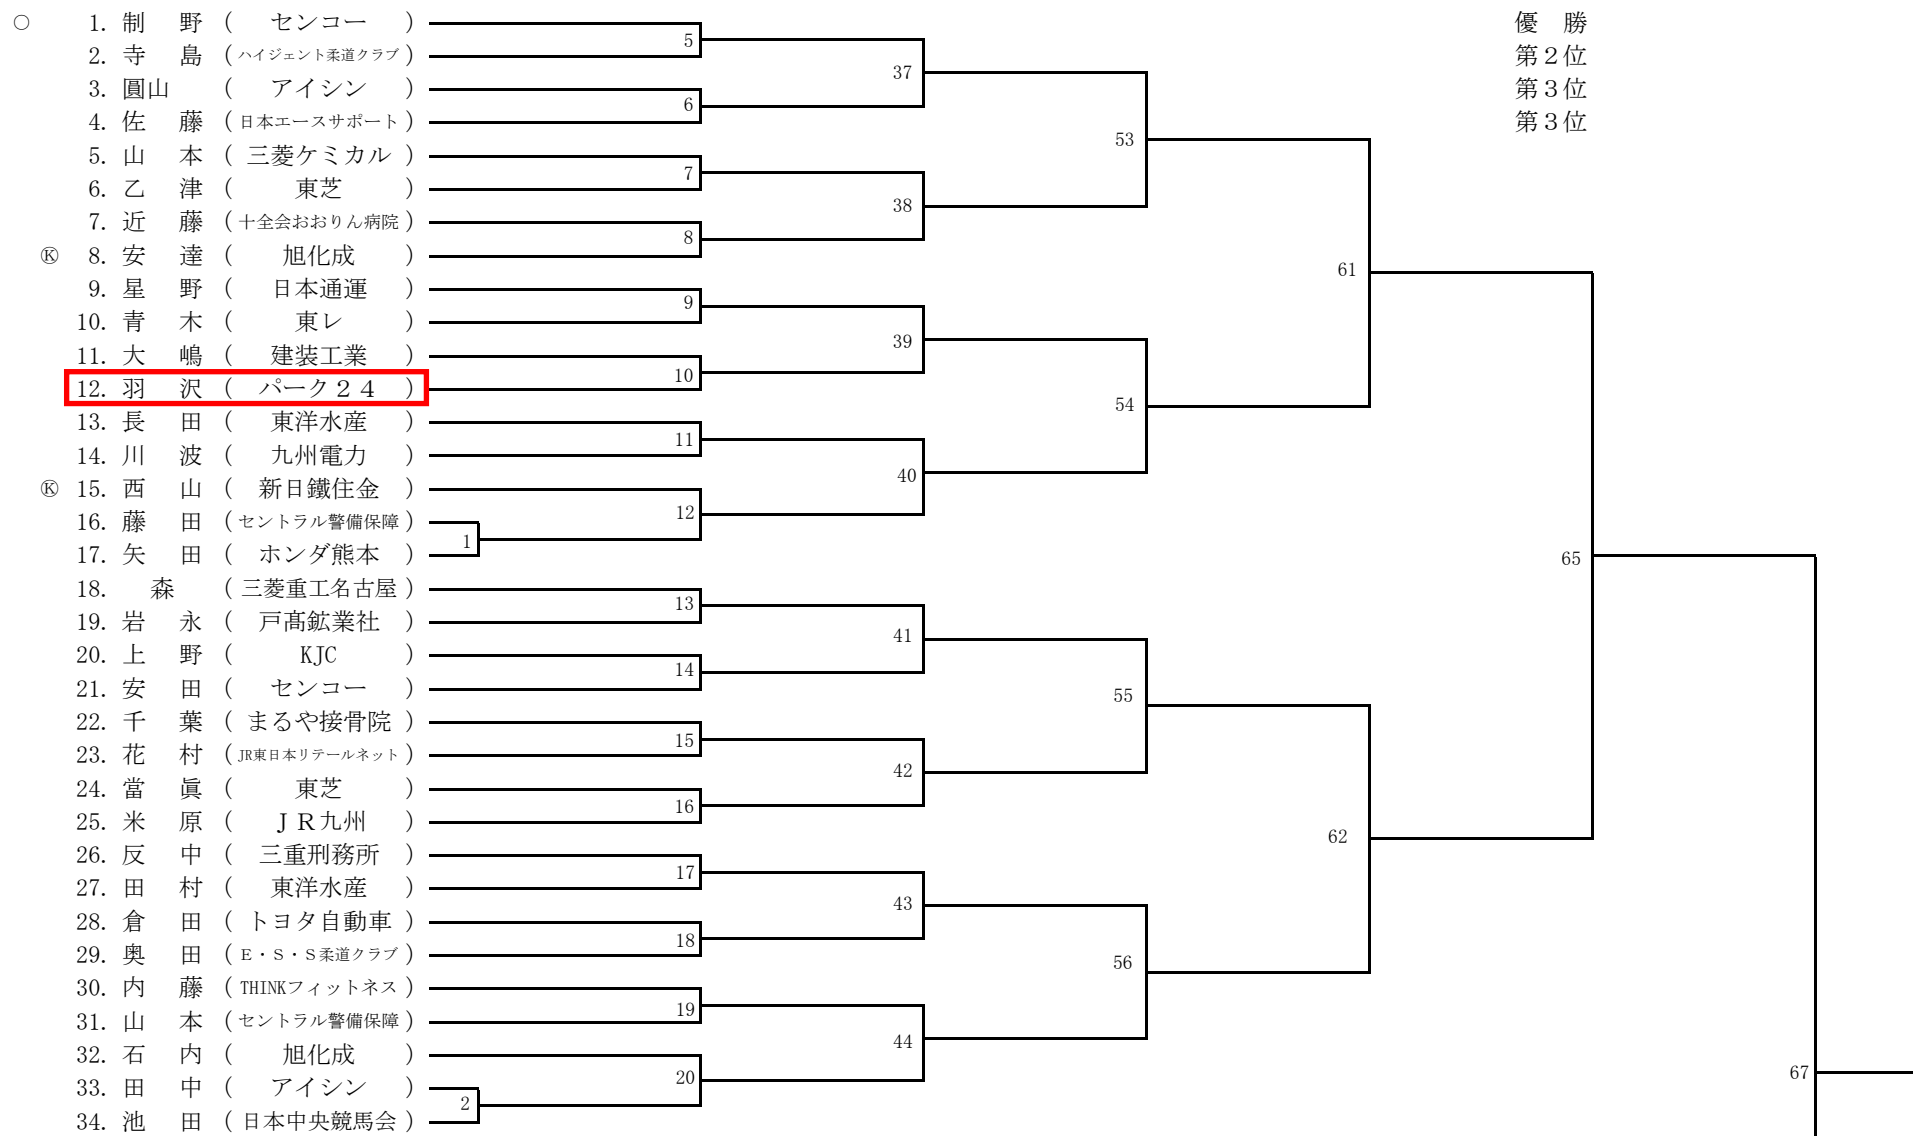 ○ 1. 制 野 ( センコー )
2. 寺 島 ( ハイジェント柔道クラブ )
3. 圓山 ( アイシン )
4. 佐 藤 ( 日本エースサポート )
5. 山 本 ( 三菱ケミカル )
6. 乙 津 ( 東芝 )
7. 近 藤 ( 十全会おおりん病院 )
Ⓚ 8. 安 達 ( 旭化成 )
9. 星 野 ( 日本通運 )
10. 青 木 ( 東レ )
11. 大 嶋 ( 建装工業 )
12. 羽 沢 ( パーク２４ )
13. 長 田 ( 東洋水産 )
14. 川 波 ( 九州電力 )
Ⓚ 15. 西 山 ( 新日鐵住金 )
16. 藤 田 ( セントラル警備保障 )
17. 矢 田 ( ホンダ熊本 )
18. 森 ( 三菱重工名古屋 )
19. 岩 永 ( 戸髙鉱業社 )
20. 上 野 ( KJC )
21. 安 田 ( センコー )
22. 千 葉 ( まるや接骨院 )
23. 花 村 ( JR東日本リテールネット )
24. 當 眞 ( 東芝 )
25. 米 原 ( ＪＲ九州 )
26. 反 中 ( 三重刑務所 )
27. 田 村 ( 東洋水産 )
28. 倉 田 ( トヨタ自動車 )
29. 奥 田 ( Ｅ・Ｓ・Ｓ柔道クラブ )
30. 内 藤 ( THINKフィットネス )
31. 山 本 ( セントラル警備保障 )
32. 石 内 ( 旭化成 )
33. 田 中 ( アイシン )
34. 池 田 ( 日本中央競馬会 )
1
2
5
6
7
8
9
10
11
12
13
14
15
16
17
18
19
20
37
38
39
40
41
42
43
44
53
54
55
56
61
62
65
67
優 勝
第２位
第３位
第３位